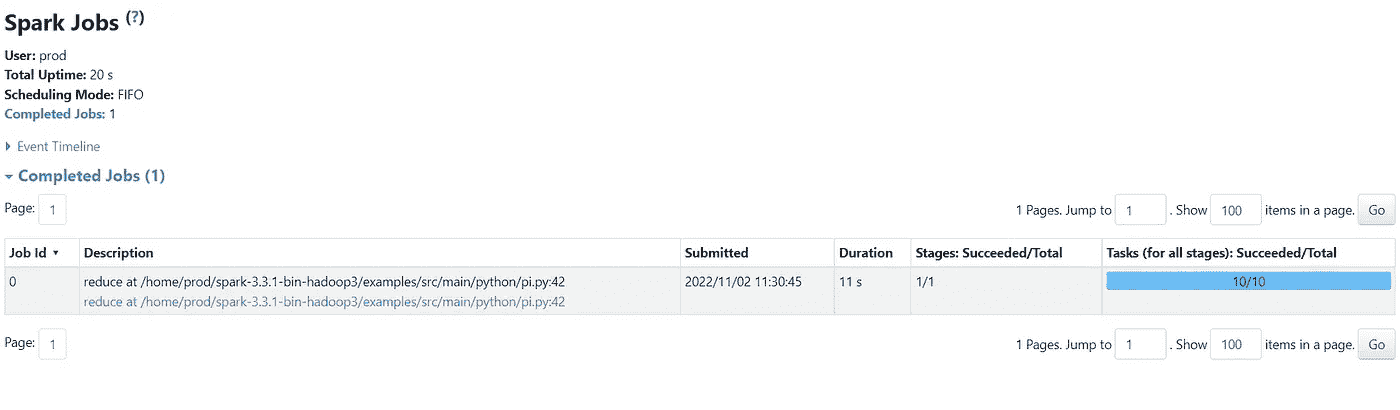 Spark Jobs (?)
User: prod
Total Uptime: 20 s
Scheduling Mode: FIFO
Completed Jobs: 1
Event Timeline
Completed Jobs (1)
Page: 1 1 Pages. Jump to 1 . Show 100 items in a page. Go
Job Id ▾ Description Submitted Duration Stages: Succeeded/Total Tasks (for all stages): Succeeded/Total
0 reduce at /home/prod/spark-3.3.1-bin-hadoop3/examples/src/main/python/pi.py:42 2022/11/02 11:30:45 11 s 1/1 10/10
reduce at /home/prod/spark-3.3.1-bin-hadoop3/examples/src/main/python/pi.py:42
Page: 1 1 Pages. Jump to 1 . Show 100 items in a page. Go